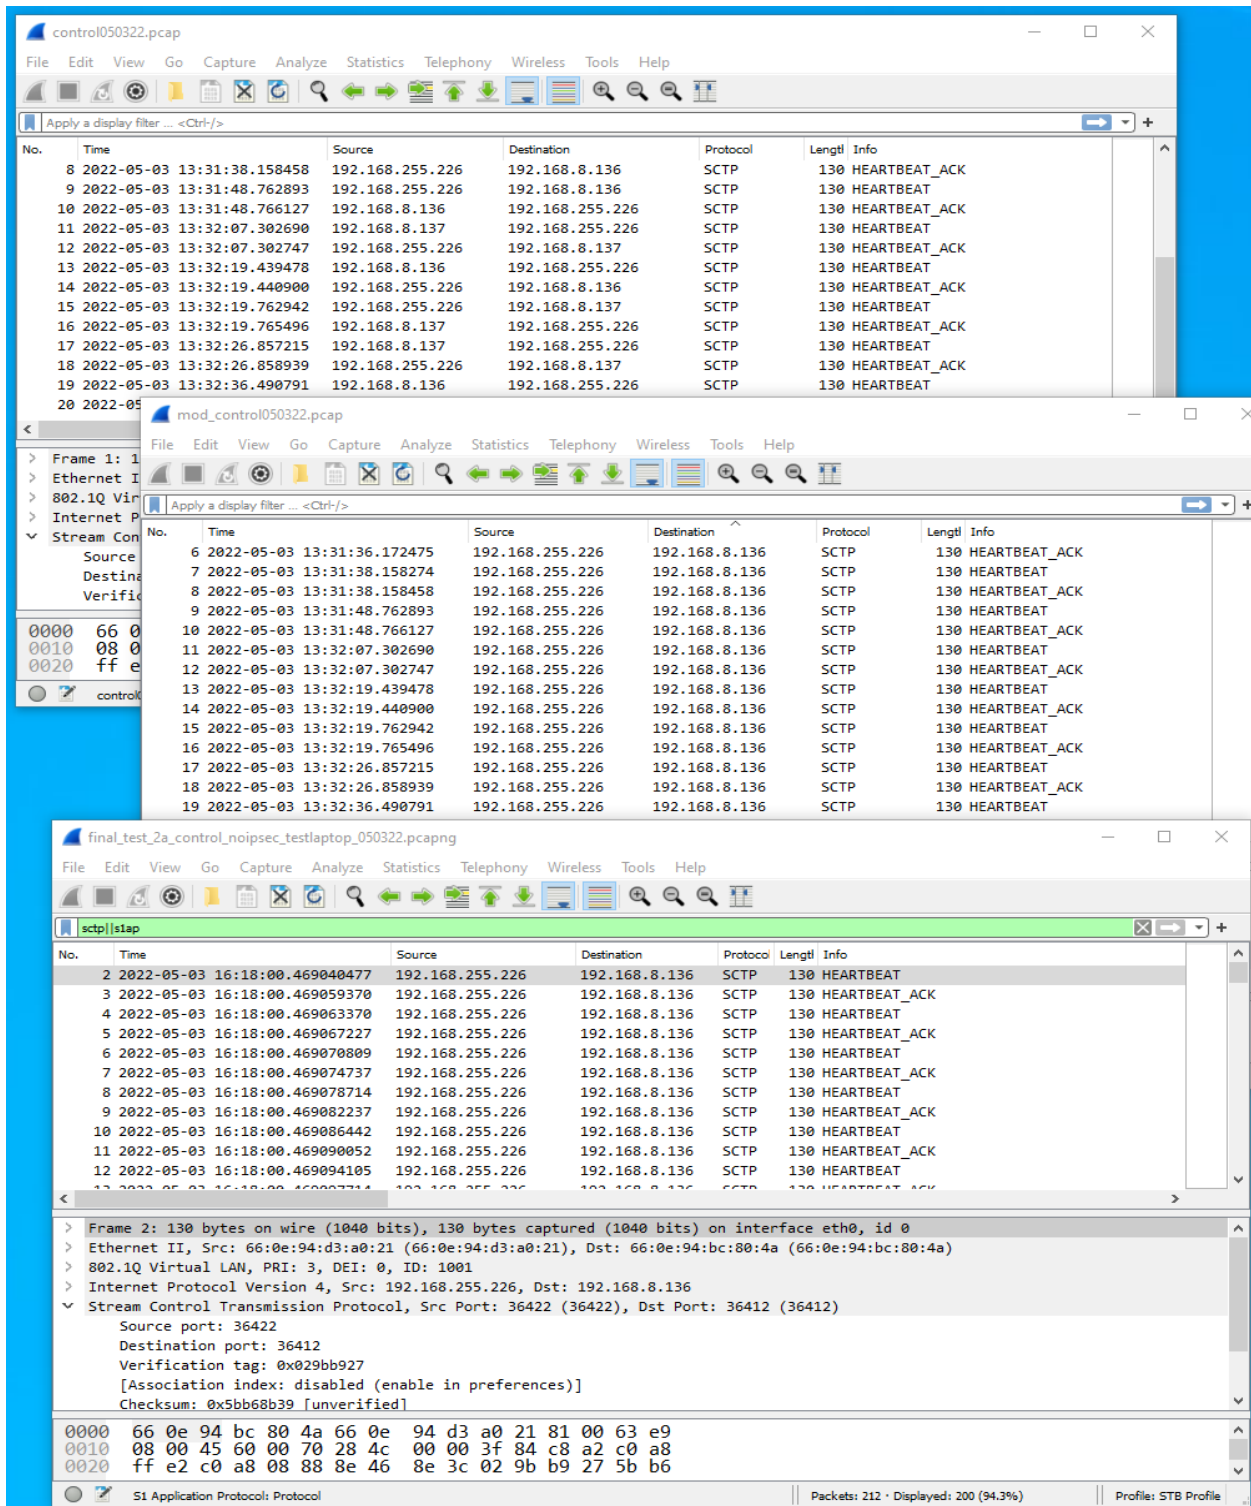 control050322.pcap
File Edit View Go Capture Analyze Statistics Telephony Wireless Tools Help
Apply a display filter ... <Ctrl-/>
No. Time Source Destination Protocol Lengtl Info
8 2022-05-03 13:31:38.158458 192.168.255.226 192.168.8.136 SCTP 130 HEARTBEAT_ACK
9 2022-05-03 13:31:48.762893 192.168.255.226 192.168.8.136 SCTP 130 HEARTBEAT
10 2022-05-03 13:31:48.766127 192.168.8.136 192.168.255.226 SCTP 130 HEARTBEAT_ACK
11 2022-05-03 13:32:07.302690 192.168.8.137 192.168.255.226 SCTP 130 HEARTBEAT
12 2022-05-03 13:32:07.302747 192.168.255.226 192.168.8.137 SCTP 130 HEARTBEAT_ACK
13 2022-05-03 13:32:19.439478 192.168.8.136 192.168.255.226 SCTP 130 HEARTBEAT
14 2022-05-03 13:32:19.440900 192.168.255.226 192.168.8.136 SCTP 130 HEARTBEAT_ACK
15 2022-05-03 13:32:19.762942 192.168.255.226 192.168.8.137 SCTP 130 HEARTBEAT
16 2022-05-03 13:32:19.765496 192.168.8.137 192.168.255.226 SCTP 130 HEARTBEAT_ACK
17 2022-05-03 13:32:26.857215 192.168.8.137 192.168.255.226 SCTP 130 HEARTBEAT
18 2022-05-03 13:32:26.858939 192.168.255.226 192.168.8.137 SCTP 130 HEARTBEAT_ACK
19 2022-05-03 13:32:36.490791 192.168.8.136 192.168.255.226 SCTP 130 HEARTBEAT
20 2022-05
Frame 1: 1
Ethernet I
802.1Q Vir
Internet P
Stream Con
Source
Destina
Verific
0000 66 0
0010 08 0
0020 ff e
control
mod_control050322.pcap
File Edit View Go Capture Analyze Statistics Telephony Wireless Tools Help
Apply a display filter ... <Ctrl-/>
No. Time Source Destination Protocol Lengtl Info
6 2022-05-03 13:31:36.172475 192.168.255.226 192.168.8.136 SCTP 130 HEARTBEAT_ACK
7 2022-05-03 13:31:38.158274 192.168.255.226 192.168.8.136 SCTP 130 HEARTBEAT
8 2022-05-03 13:31:38.158458 192.168.255.226 192.168.8.136 SCTP 130 HEARTBEAT_ACK
9 2022-05-03 13:31:48.762893 192.168.255.226 192.168.8.136 SCTP 130 HEARTBEAT
10 2022-05-03 13:31:48.766127 192.168.255.226 192.168.8.136 SCTP 130 HEARTBEAT_ACK
11 2022-05-03 13:32:07.302690 192.168.255.226 192.168.8.136 SCTP 130 HEARTBEAT
12 2022-05-03 13:32:07.302747 192.168.255.226 192.168.8.136 SCTP 130 HEARTBEAT_ACK
13 2022-05-03 13:32:19.439478 192.168.255.226 192.168.8.136 SCTP 130 HEARTBEAT
14 2022-05-03 13:32:19.440900 192.168.255.226 192.168.8.136 SCTP 130 HEARTBEAT_ACK
15 2022-05-03 13:32:19.762942 192.168.255.226 192.168.8.136 SCTP 130 HEARTBEAT
16 2022-05-03 13:32:19.765496 192.168.255.226 192.168.8.136 SCTP 130 HEARTBEAT_ACK
17 2022-05-03 13:32:26.857215 192.168.255.226 192.168.8.136 SCTP 130 HEARTBEAT
18 2022-05-03 13:32:26.858939 192.168.255.226 192.168.8.136 SCTP 130 HEARTBEAT_ACK
19 2022-05-03 13:32:36.490791 192.168.255.226 192.168.8.136 SCTP 130 HEARTBEAT
final_test_2a_control_noipsec_testlaptop_050322.pcapng
File Edit View Go Capture Analyze Statistics Telephony Wireless Tools Help
sctp||s1ap
No. Time Source Destination Protocol Lengtl Info
2 2022-05-03 16:18:00.469040477 192.168.255.226 192.168.8.136 SCTP 130 HEARTBEAT
3 2022-05-03 16:18:00.469059370 192.168.255.226 192.168.8.136 SCTP 130 HEARTBEAT_ACK
4 2022-05-03 16:18:00.469063370 192.168.255.226 192.168.8.136 SCTP 130 HEARTBEAT
5 2022-05-03 16:18:00.469067227 192.168.255.226 192.168.8.136 SCTP 130 HEARTBEAT_ACK
6 2022-05-03 16:18:00.469070809 192.168.255.226 192.168.8.136 SCTP 130 HEARTBEAT
7 2022-05-03 16:18:00.469074737 192.168.255.226 192.168.8.136 SCTP 130 HEARTBEAT_ACK
8 2022-05-03 16:18:00.469078714 192.168.255.226 192.168.8.136 SCTP 130 HEARTBEAT
9 2022-05-03 16:18:00.469082237 192.168.255.226 192.168.8.136 SCTP 130 HEARTBEAT_ACK
10 2022-05-03 16:18:00.469086442 192.168.255.226 192.168.8.136 SCTP 130 HEARTBEAT
11 2022-05-03 16:18:00.469090052 192.168.255.226 192.168.8.136 SCTP 130 HEARTBEAT_ACK
12 2022-05-03 16:18:00.469094105 192.168.255.226 192.168.8.136 SCTP 130 HEARTBEAT
13 2022-05-03 16:18:00.469097714 192.168.255.226 192.168.8.136 SCTP 130 HEARTBEAT_ACK
Frame 2: 130 bytes on wire (1040 bits), 130 bytes captured (1040 bits) on interface eth0, id 0
Ethernet II, Src: 66:0e:94:d3:a0:21 (66:0e:94:d3:a0:21), Dst: 66:0e:94:bc:80:4a (66:0e:94:bc:80:4a)
802.1Q Virtual LAN, PRI: 3, DEI: 0, ID: 1001
Internet Protocol Version 4, Src: 192.168.255.226, Dst: 192.168.8.136
Stream Control Transmission Protocol, Src Port: 36422 (36422), Dst Port: 36412 (36412)
Source port: 36422
Destination port: 36412
Verification tag: 0x029bb927
[Association index: disabled (enable in preferences)]
Checksum: 0x5bb68b39 [unverified]
0000 66 0e 94 bc 80 4a 66 0e 94 d3 a0 21 81 00 63 e9
0010 08 00 45 60 00 70 28 4c 00 00 3f 84 c8 a2 c0 a8
0020 ff e2 c0 a8 08 88 8e 46 8e 3c 02 9b b9 27 5b b6
S1 Application Protocol: Protocol
Packets: 212 · Displayed: 200 (94.3%)
Profile: STB Profile